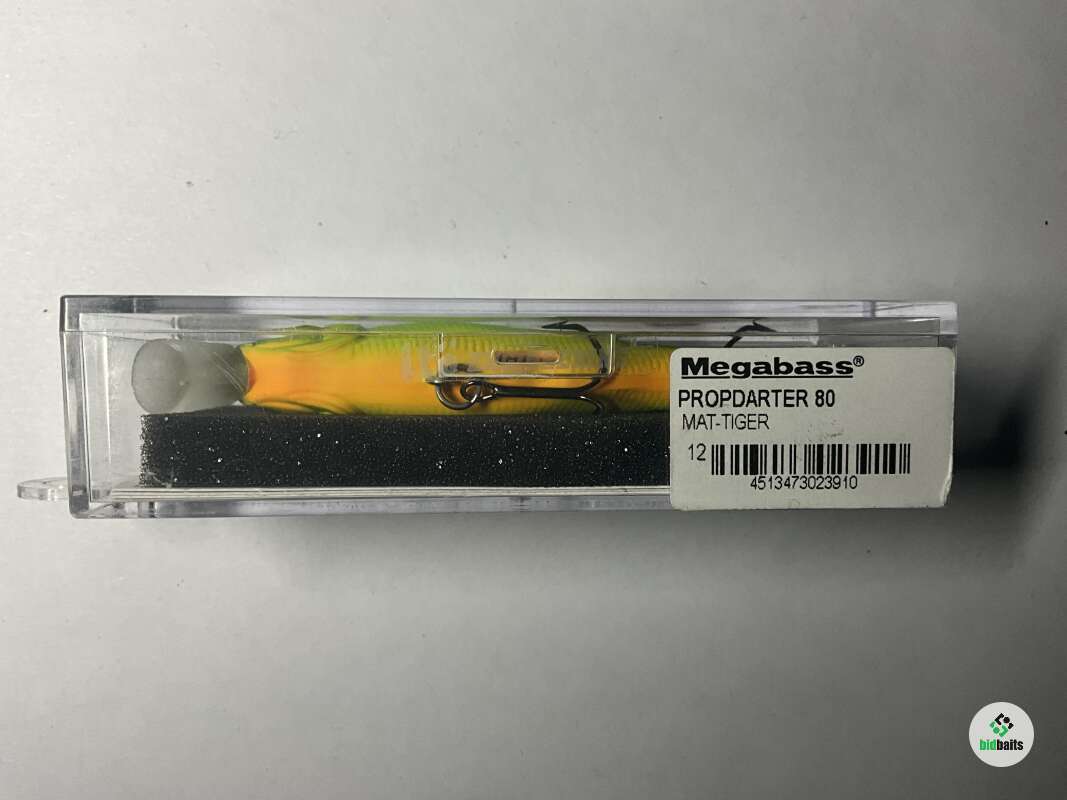 Megabass®
PROPDARTER 80
MAT-TIGER
12
4513473023910
bidbaits